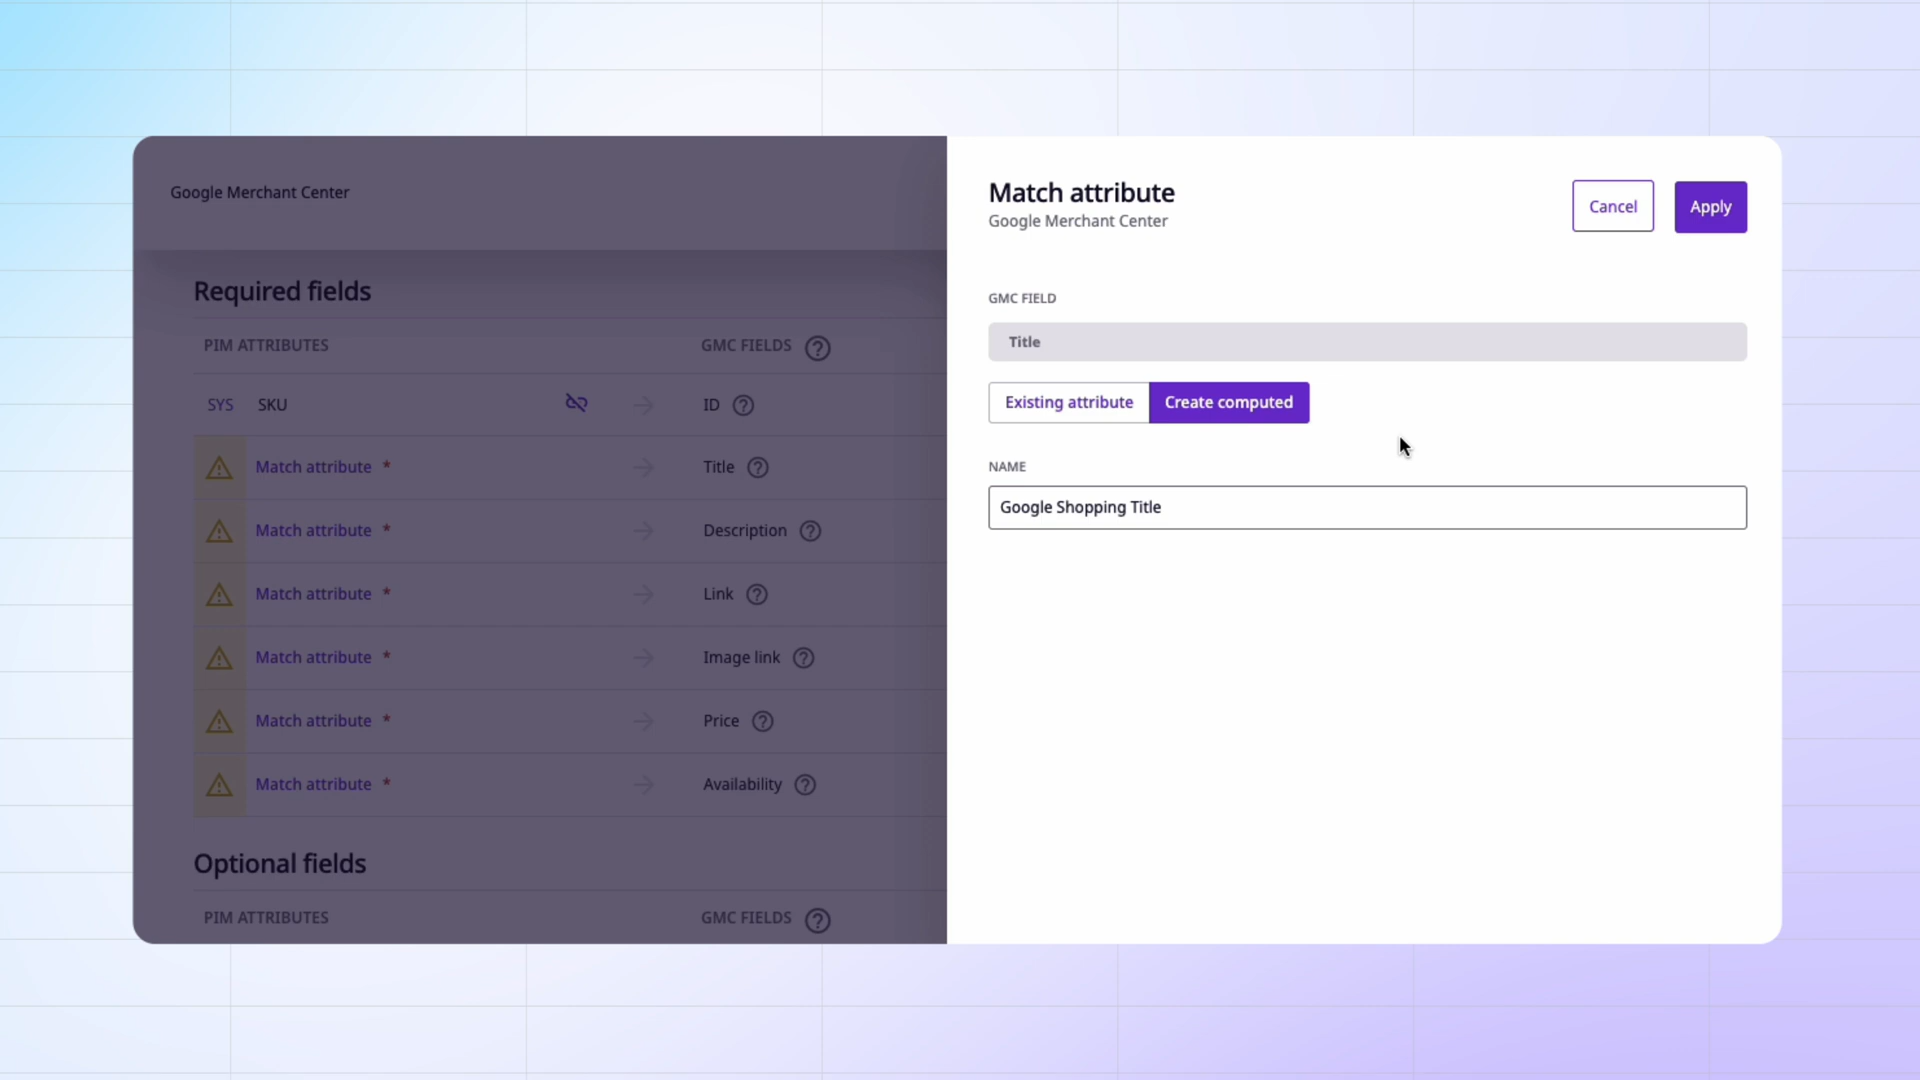 Google Merchant Center
Required fields
PIM ATTRIBUTES GMC FIELDS ?
SYS SKU ID ?
Match attribute * Title ?
Match attribute * Description ?
Match attribute * Link ?
Match attribute * Image link ?
Match attribute * Price ?
Match attribute * Availability ?
Optional fields
PIM ATTRIBUTES GMC FIELDS ?
Match attribute
Google Merchant Center
Cancel Apply
GMC FIELD
Title
Existing attribute Create computed
NAME
Google Shopping Title